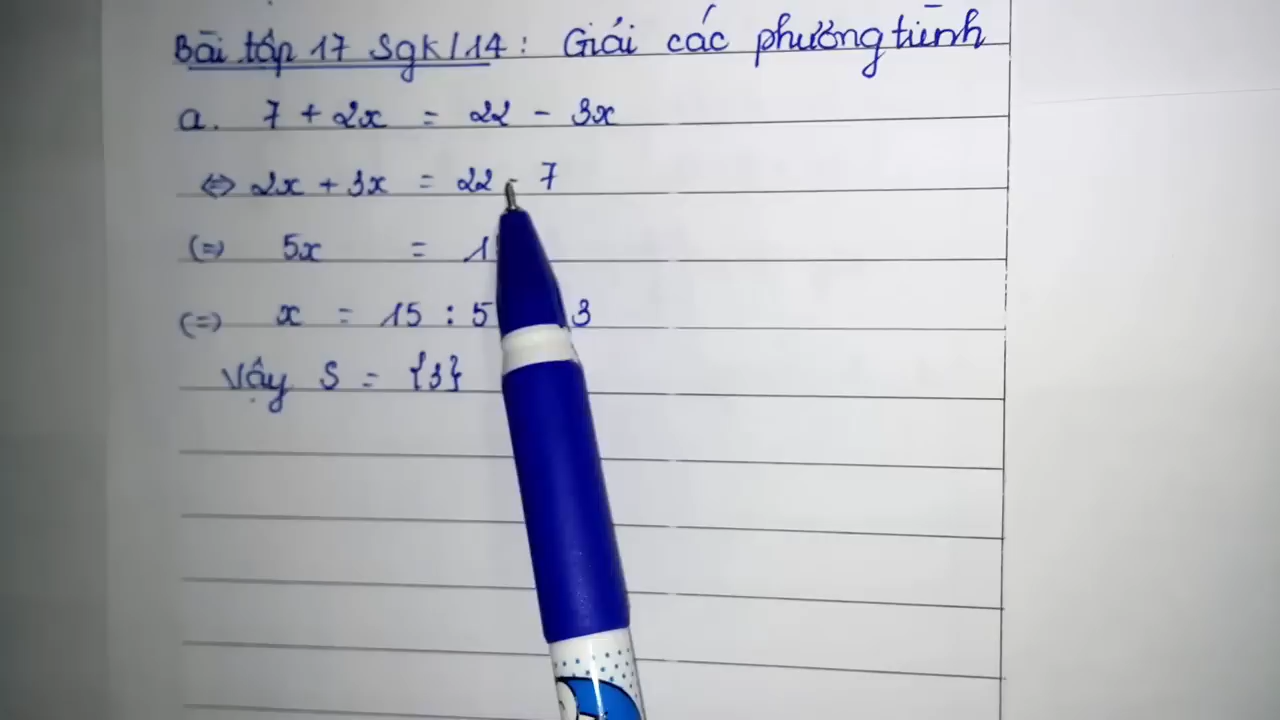 Bài tập 17 Sgk/14 : Giải các phương trình
a. 7 + 2x = 22 - 3x
⇔ 2x + 3x = 22 - 7
(=) 5x = 1
(=) x = 15 : 5 3
Vậy S = {3}